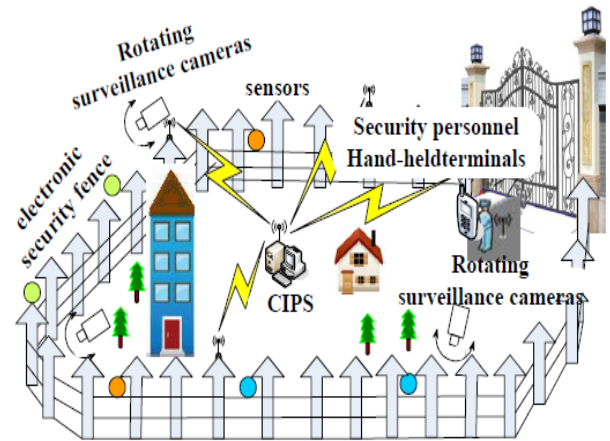 Rotating
surveillance cameras
sensors
Security personnel
Hand-heldterminals
electronic
security fence
CIPS
Rotating
surveillance cameras